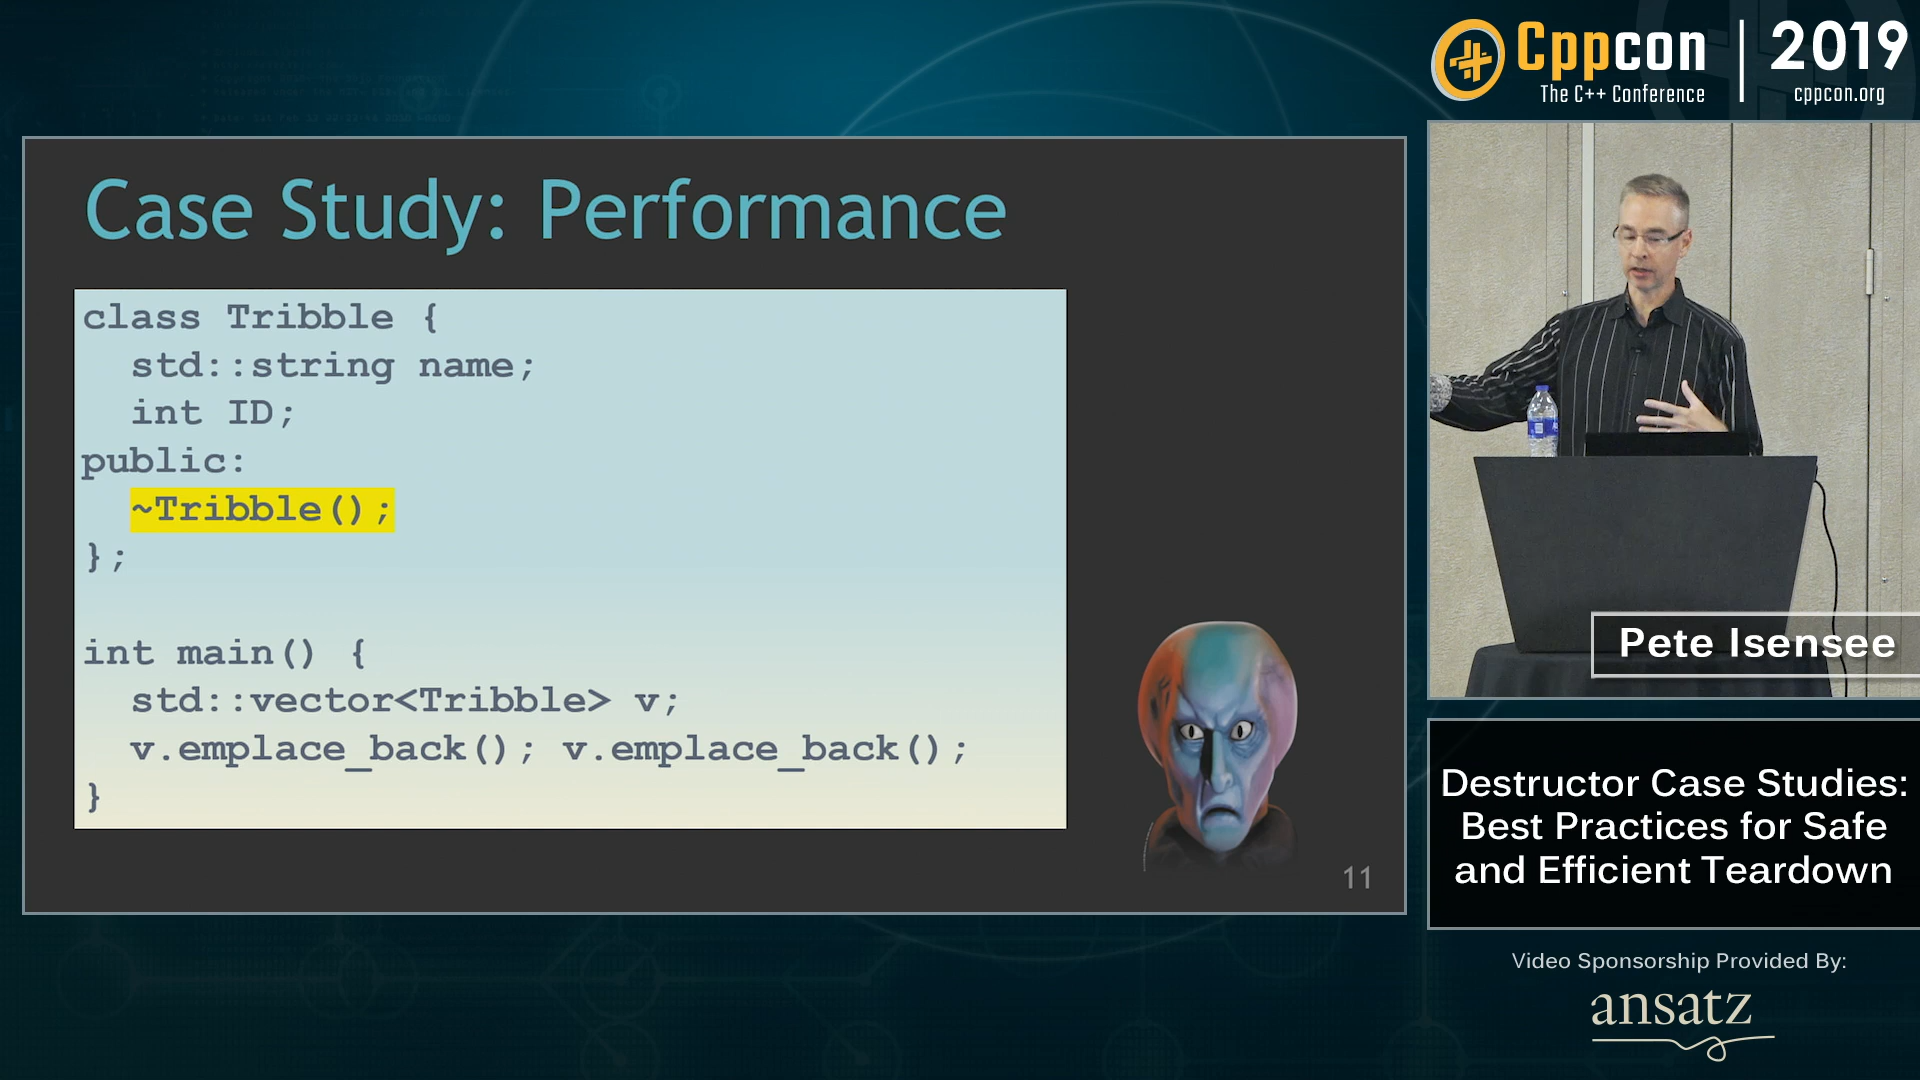 Cppcon
The C++ Conference
2019
cppcon.org
Case Study: Performance
class Tribble {
  std::string name;
  int ID;
public:
  ~Tribble();
};
int main() {
  std::vector<Tribble> v;
  v.emplace_back(); v.emplace_back();
}
11
Pete Isensee
Destructor Case Studies:
Best Practices for Safe
and Efficient Teardown
Video Sponsorship Provided By:
ansatz